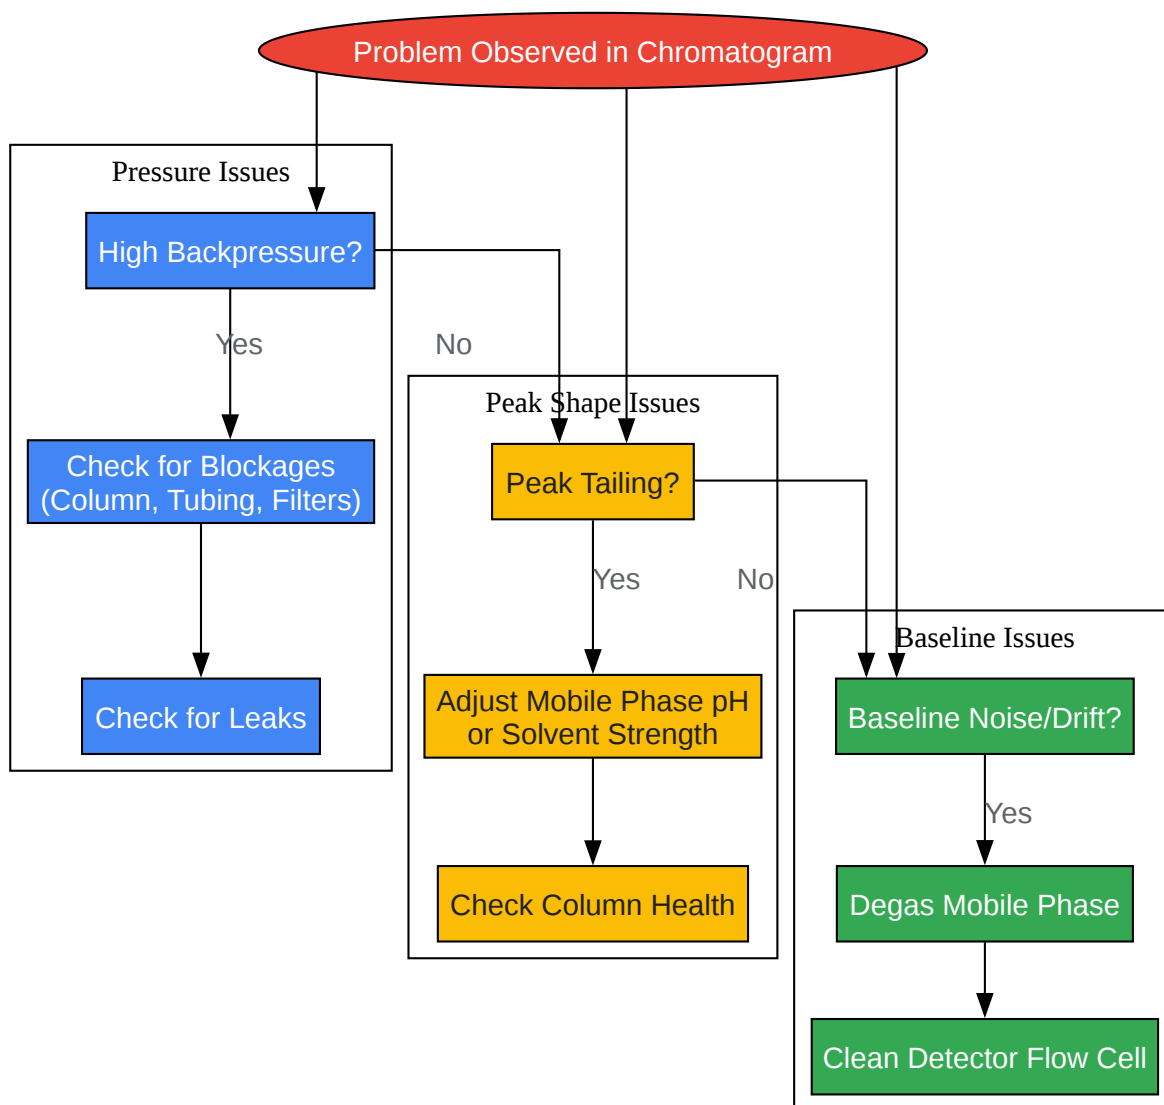 Problem Observed in Chromatogram
Pressure Issues
High Backpressure?
Yes
No
Check for Blockages
(Column, Tubing, Filters)
Check for Leaks
Peak Shape Issues
Peak Tailing?
Yes
No
Adjust Mobile Phase pH
or Solvent Strength
Check Column Health
Baseline Issues
Baseline Noise/Drift?
Yes
Degas Mobile Phase
Clean Detector Flow Cell